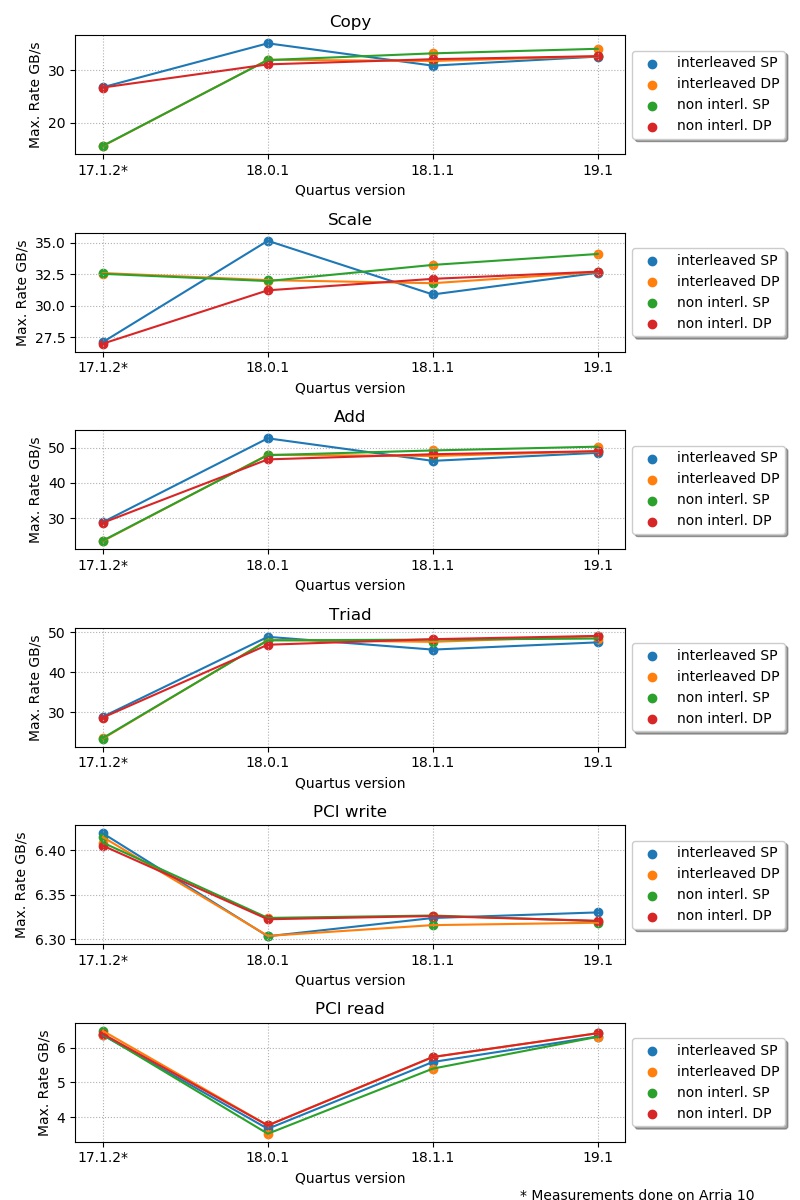 Copy
Max. Rate GB/s
30
20
17.1.2*
18.0.1
18.1.1
19.1
Quartus version
interleaved SP
interleaved DP
non interl. SP
non interl. DP
Scale
Max. Rate GB/s
35.0
32.5
30.0
27.5
17.1.2*
18.0.1
18.1.1
19.1
Quartus version
interleaved SP
interleaved DP
non interl. SP
non interl. DP
Add
Max. Rate GB/s
50
40
30
17.1.2*
18.0.1
18.1.1
19.1
Quartus version
interleaved SP
interleaved DP
non interl. SP
non interl. DP
Triad
Max. Rate GB/s
50
40
30
17.1.2*
18.0.1
18.1.1
19.1
Quartus version
interleaved SP
interleaved DP
non interl. SP
non interl. DP
PCI write
Max. Rate GB/s
6.40
6.35
6.30
17.1.2*
18.0.1
18.1.1
19.1
Quartus version
interleaved SP
interleaved DP
non interl. SP
non interl. DP
PCI read
Max. Rate GB/s
6
5
4
17.1.2*
18.0.1
18.1.1
19.1
Quartus version
interleaved SP
interleaved DP
non interl. SP
non interl. DP
* Measurements done on Arria 10